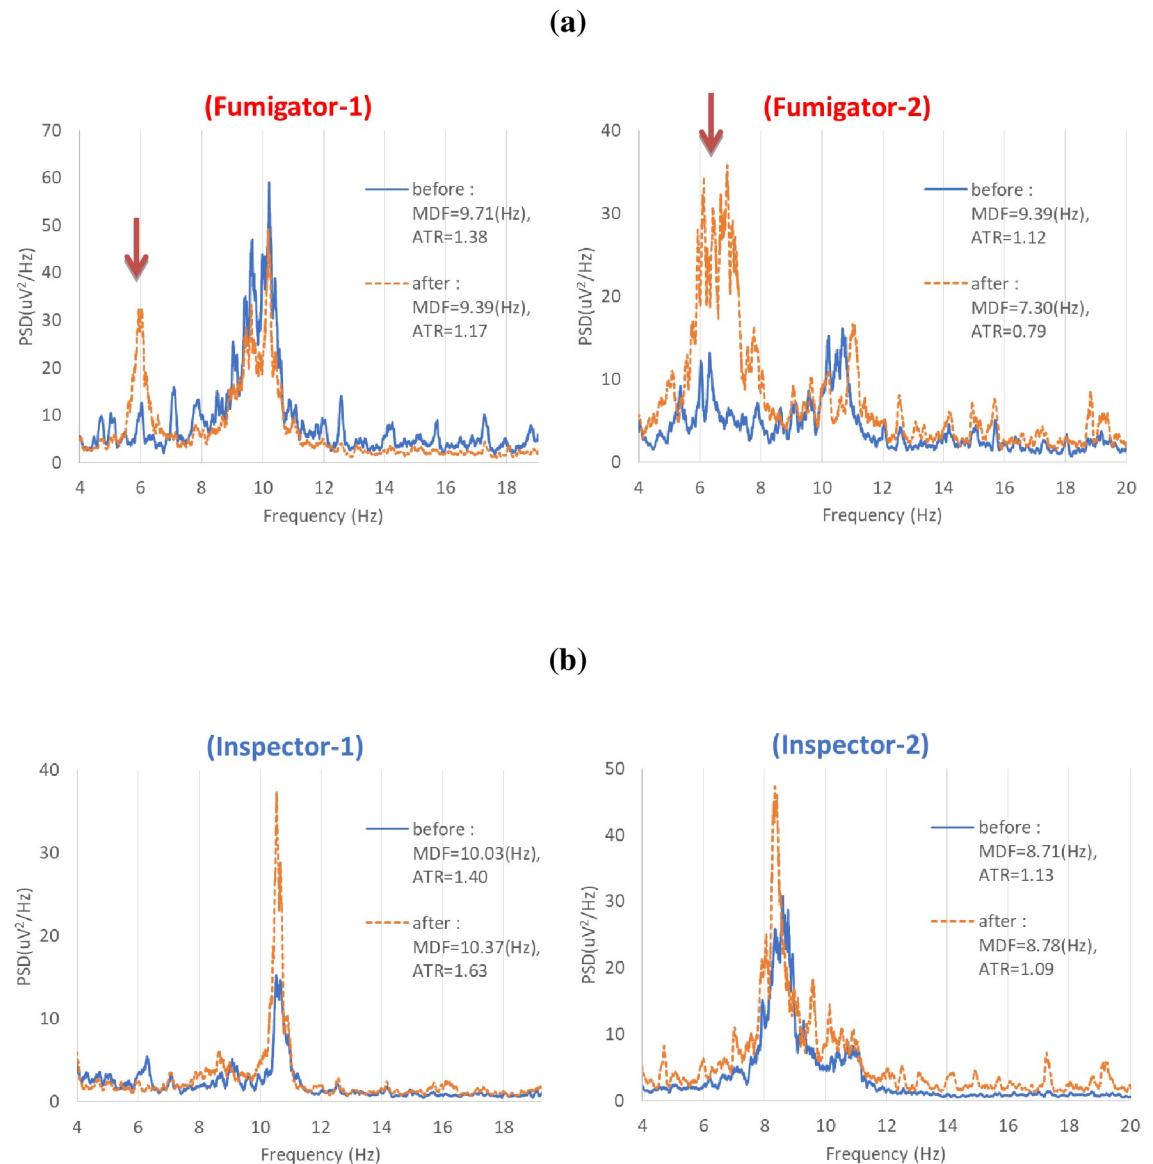 (a)
(Fumigator-1)
70
60
50
40
30
20
10
0
PSD(uV²/Hz)
before :
MDF=9.71(Hz),
ATR=1.38
after :
MDF=9.39(Hz),
ATR=1.17
4 6 8 10 12 14 16 18
Frequency (Hz)
(Fumigator-2)
40
30
20
10
0
PSD(uV²/Hz)
before :
MDF=9.39(Hz),
ATR=1.12
after :
MDF=7.30(Hz),
ATR=0.79
4 6 8 10 12 14 16 18 20
Frequency (Hz)
(b)
(Inspector-1)
40
30
20
10
0
PSD(uV²/Hz)
before :
MDF=10.03(Hz),
ATR=1.40
after :
MDF=10.37(Hz),
ATR=1.63
4 6 8 10 12 14 16 18
Frequency (Hz)
(Inspector-2)
50
40
30
20
10
0
PSD(uV²/Hz)
before :
MDF=8.71(Hz),
ATR=1.13
after :
MDF=8.78(Hz),
ATR=1.09
4 6 8 10 12 14 16 18 20
Frequency (Hz)